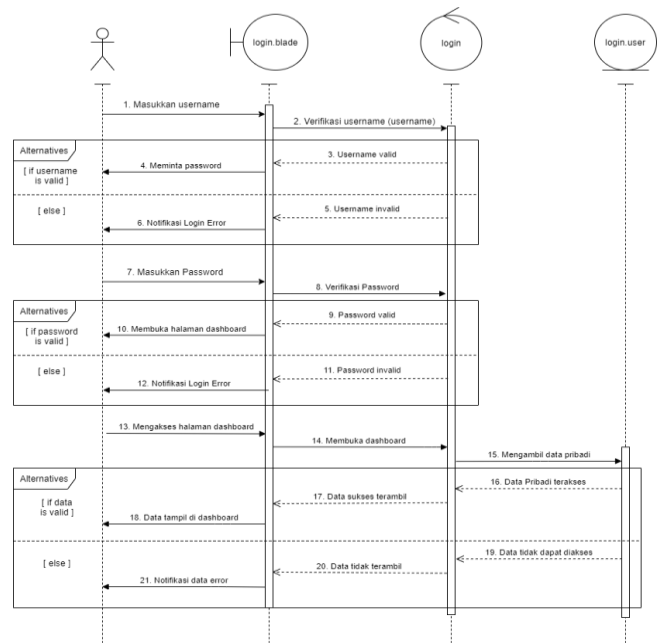 login.blade
login
login.user
1. Masukkan username
2. Verifikasi username (username)
Alternatives
[ if username
is valid ]
3. Username valid
4. Meminta password
[ else ]
5. Username invalid
6. Notifikasi Login Error
7. Masukkan Password
8. Verifikasi Password
Alternatives
[ if password
is valid ]
9. Password valid
10. Membuka halaman dashboard
[ else ]
11. Password invalid
12. Notifikasi Login Error
13. Mengakses halaman dashboard
14. Membuka dashboard
15. Mengambil data pribadi
Alternatives
[ if data
is valid ]
16. Data Pribadi terakses
17. Data sukses terambil
18. Data tampil di dashboard
[ else ]
19. Data tidak dapat diakses
20. Data tidak terambil
21. Notifikasi data error